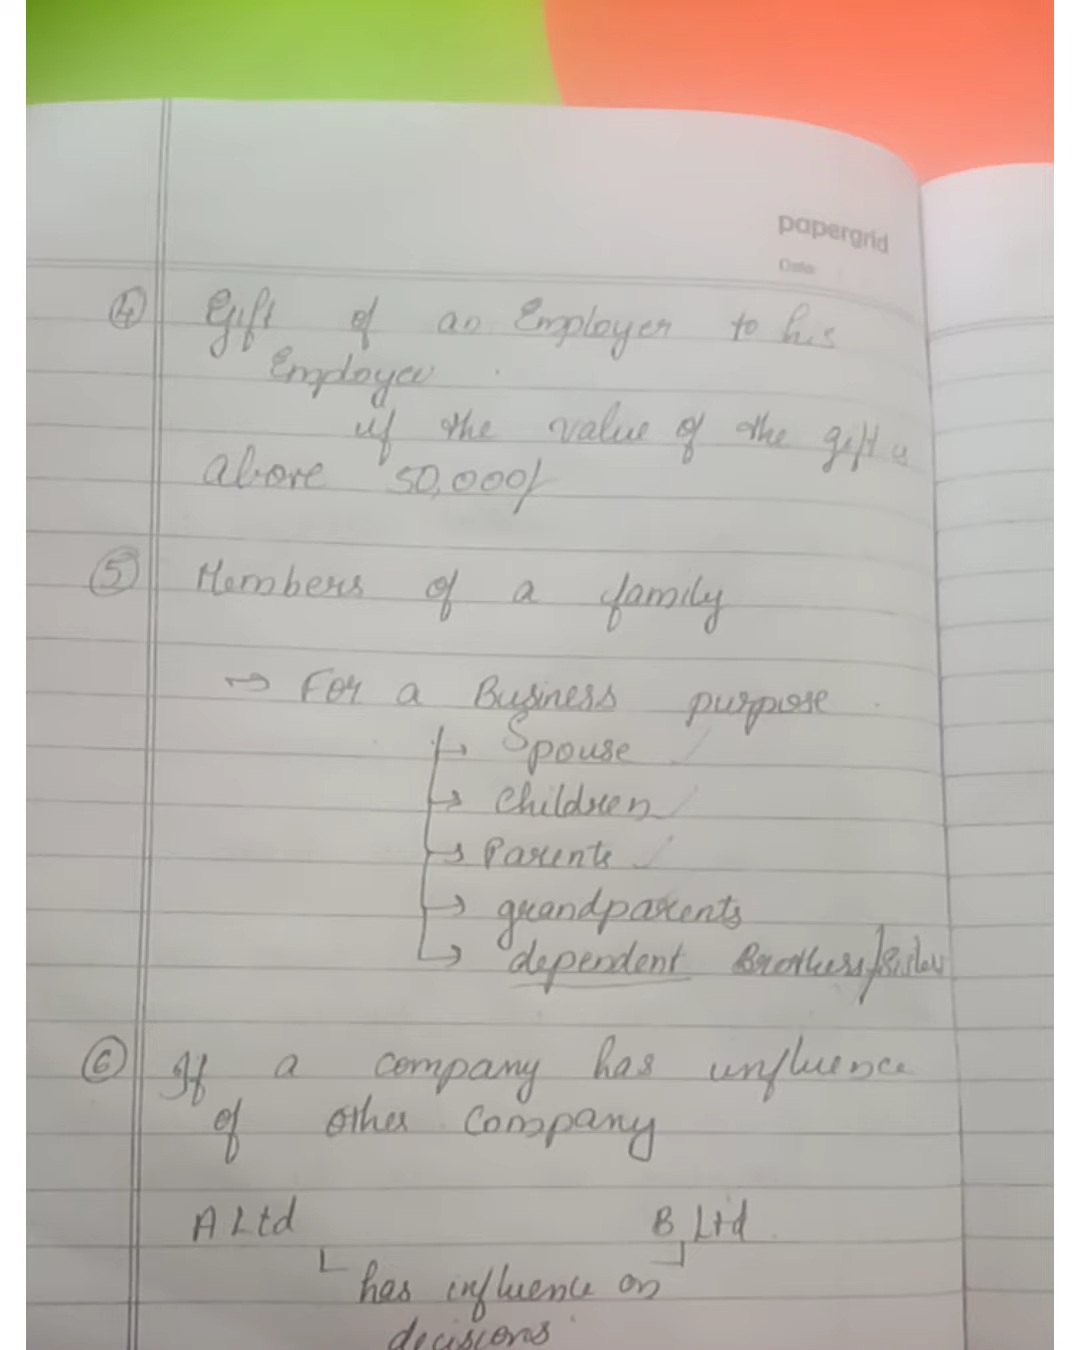 papergrid
Date
④ Gift of an Employer to his
Employee.
if the value of the gift is
above 50,000/-
⑤ Members of a family
→ For a Business purpose.
→ Spouse
→ children
→ Parents
→ grandparents
→ dependent Brothers/Sister
⑥ If a company has influence
of other company
A Ltd B Ltd
has influence on
decisions